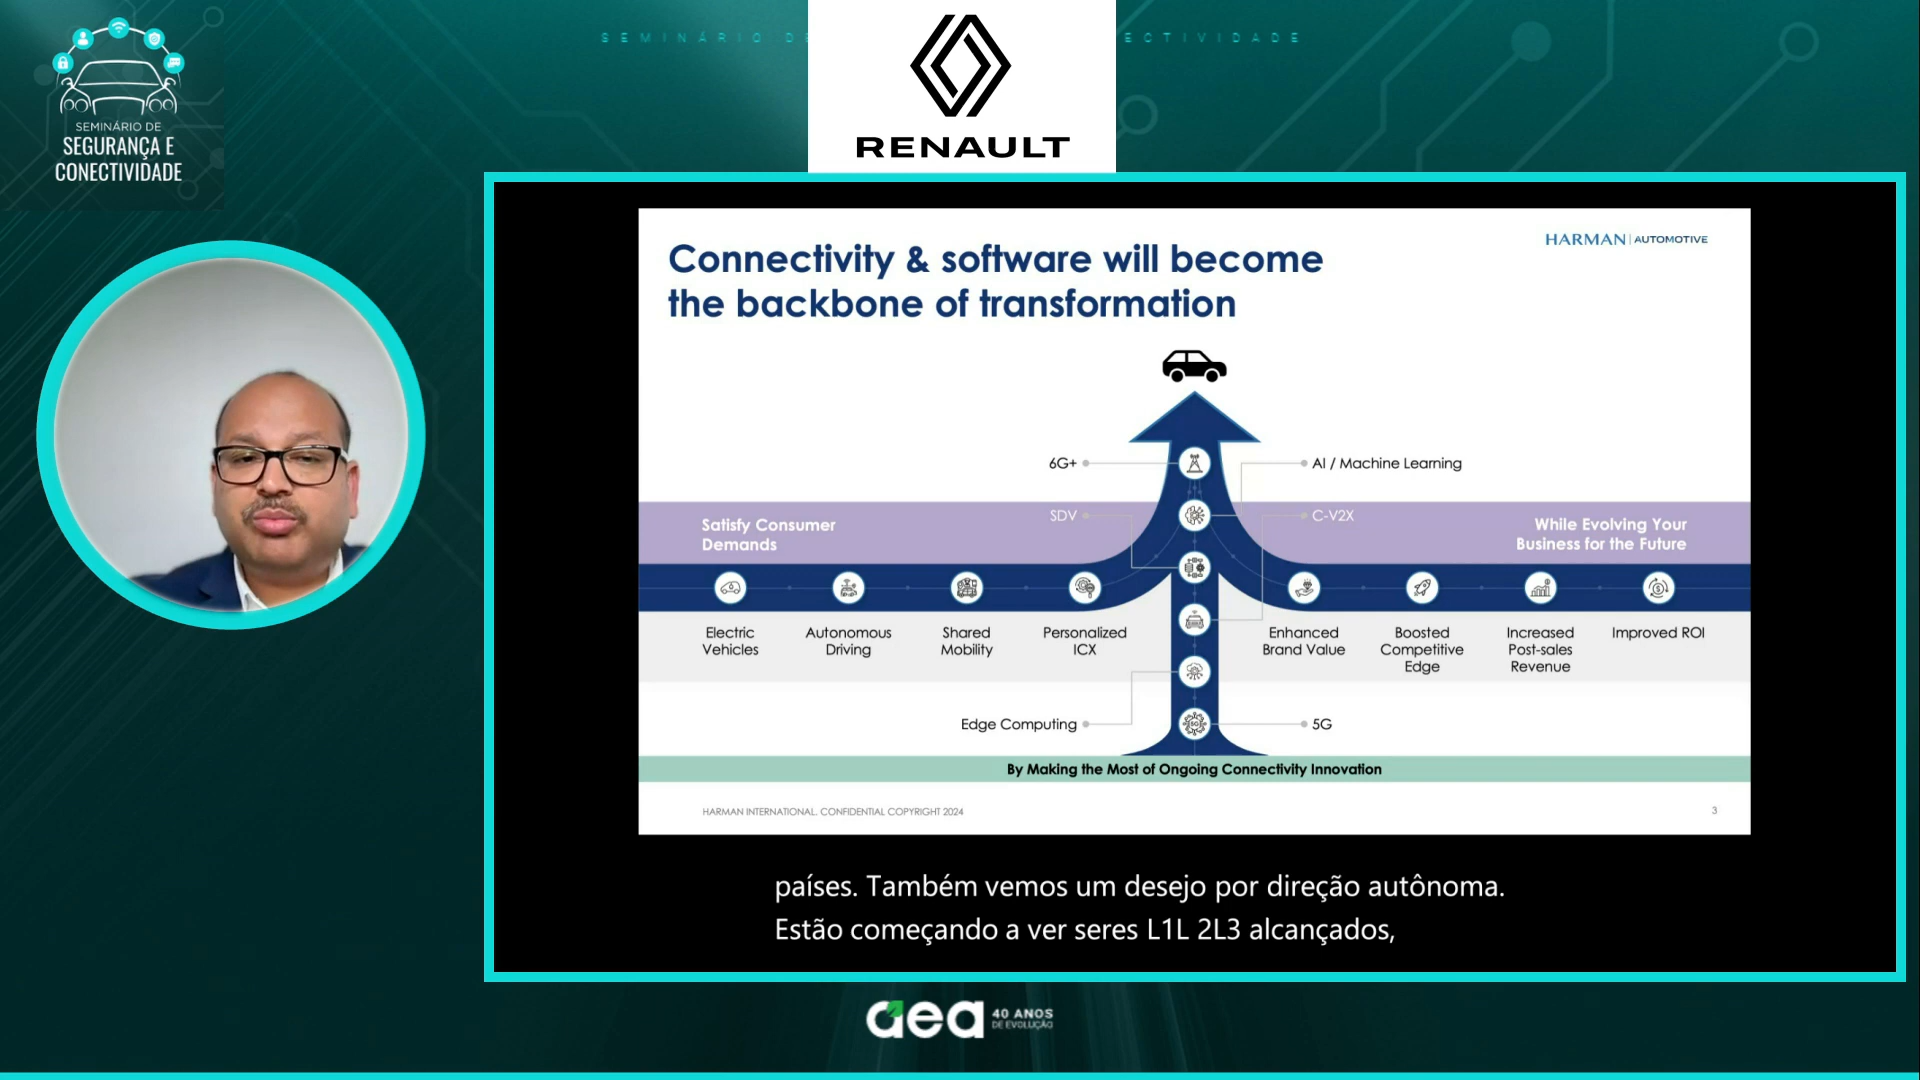 SEMINÁRIO DE
ECTIVIDADE
SEMINÁRIO DE
SEGURANÇA E
CONECTIVIDADE
RENAULT
HARMAN | AUTOMOTIVE
Connectivity & software will become
the backbone of transformation
6G+
AI / Machine Learning
SDV
C-V2X
Satisfy Consumer
Demands
While Evolving Your
Business for the Future
Electric
Vehicles
Autonomous
Driving
Shared
Mobility
Personalized
ICX
Enhanced
Brand Value
Boosted
Competitive
Edge
Increased
Post-sales
Revenue
Improved ROI
Edge Computing
5G
By Making the Most of Ongoing Connectivity Innovation
HARMAN INTERNATIONAL. CONFIDENTIAL COPYRIGHT 2024
3
países. Também vemos um desejo por direção autônoma.
Estão começando a ver seres L1L 2L3 alcançados,
aea
40 ANOS
DE EVOLUÇÃO